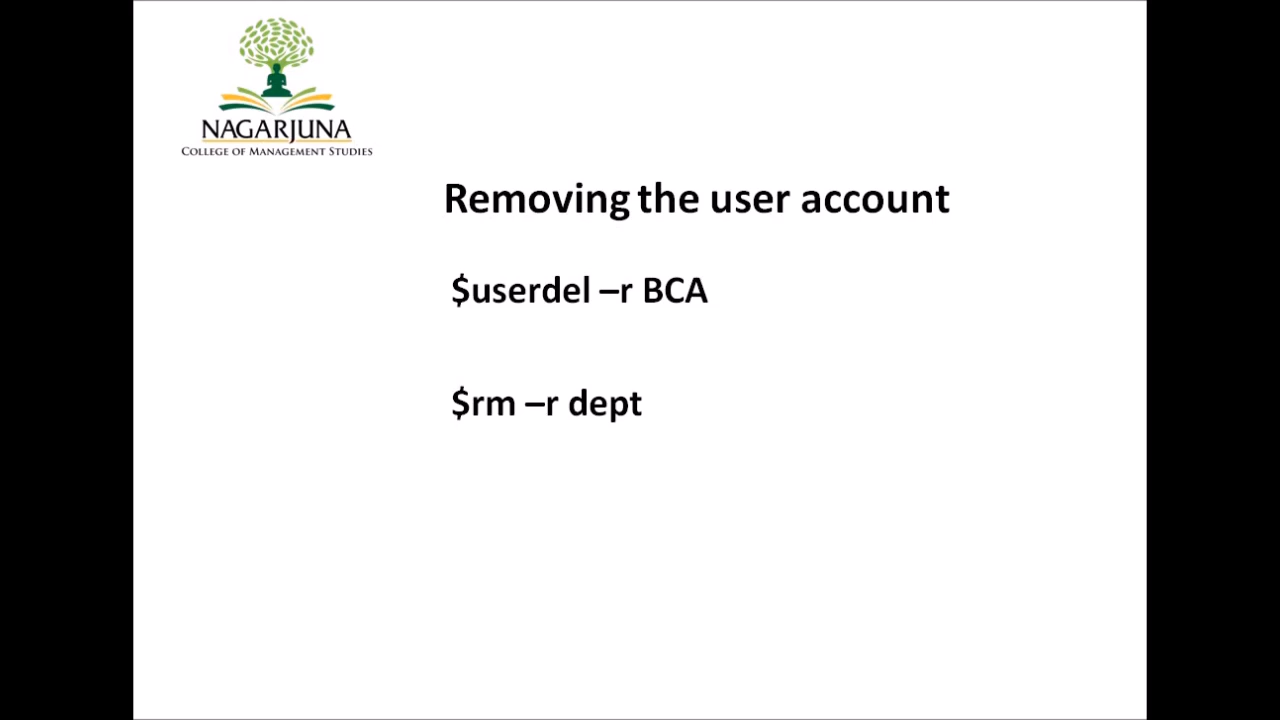 NAGARJUNA
COLLEGE OF MANAGEMENT STUDIES
Removing the user account
$userdel –r BCA
$rm –r dept